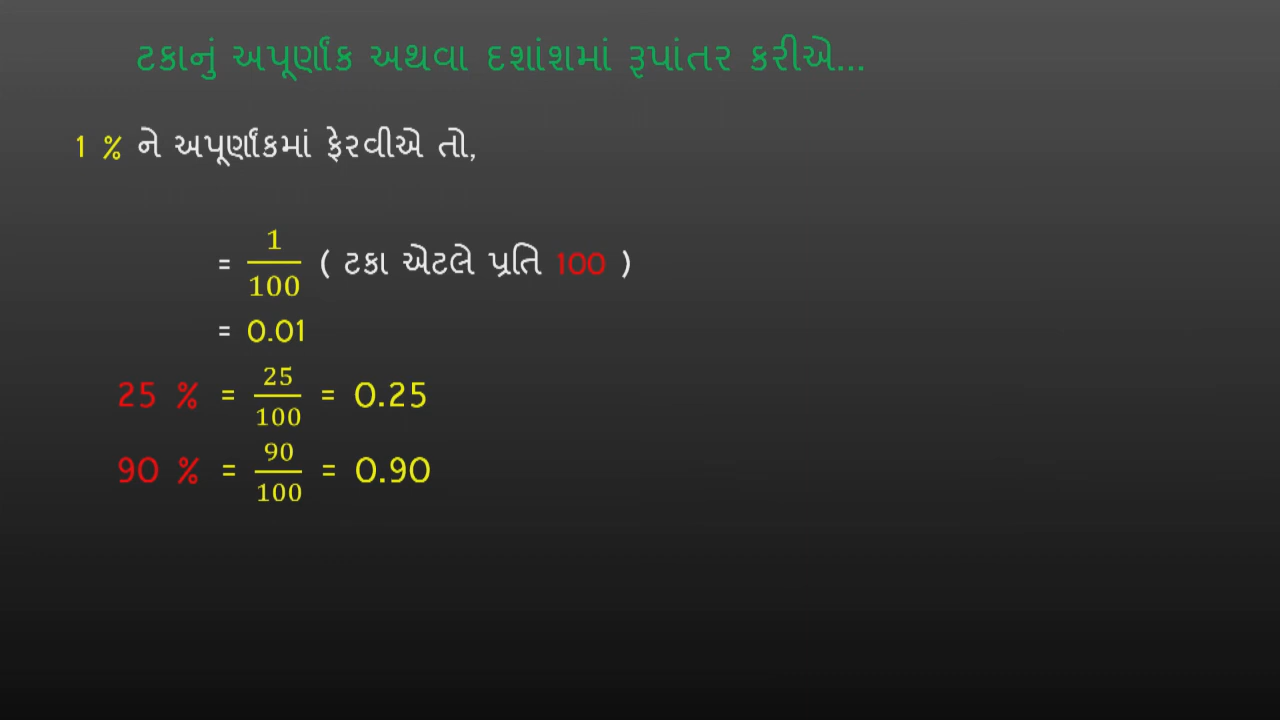 ટકાનું અપૂર્ણાંક અથવા દશાંશમાં રૂપાંતર કરીએ...
1 % ને અપૂર્ણાંકમાં ફેરવીએ તો,
= 1/100 ( ટકા એટલે પ્રતિ 100 )
= 0.01
25 % = 25/100 = 0.25
90 % = 90/100 = 0.90